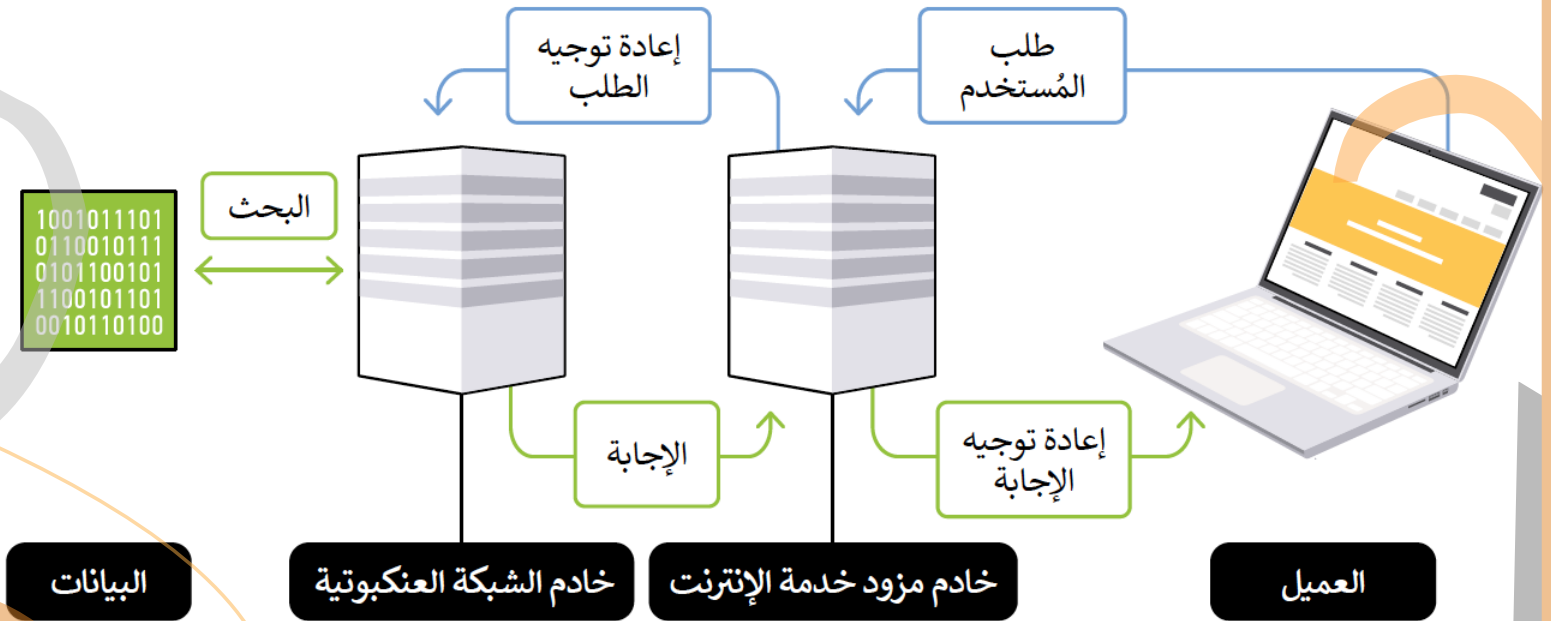 طلب
المُستخدم
إعادة توجيه
الطلب
البحث
1001011101
0110010111
0101100101
1100101101
0010110100
الإجابة
إعادة توجيه
الإجابة
العميل
خادم مزود خدمة الإنترنت
خادم الشبكة العنكبوتية
البيانات